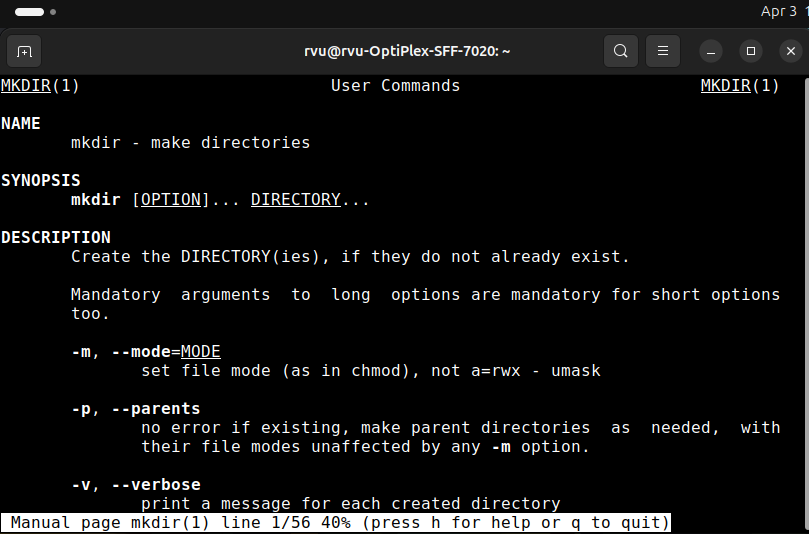 Apr 3
rvu@rvu-OptiPlex-SFF-7020: ~
MKDIR(1) User Commands MKDIR(1)
NAME
mkdir - make directories
SYNOPSIS
mkdir [OPTION]... DIRECTORY...
DESCRIPTION
Create the DIRECTORY(ies), if they do not already exist.
Mandatory arguments to long options are mandatory for short options
too.
-m, --mode=MODE
set file mode (as in chmod), not a=rwx - umask
-p, --parents
no error if existing, make parent directories as needed, with
their file modes unaffected by any -m option.
-v, --verbose
print a message for each created directory
Manual page mkdir(1) line 1/56 40% (press h for help or q to quit)